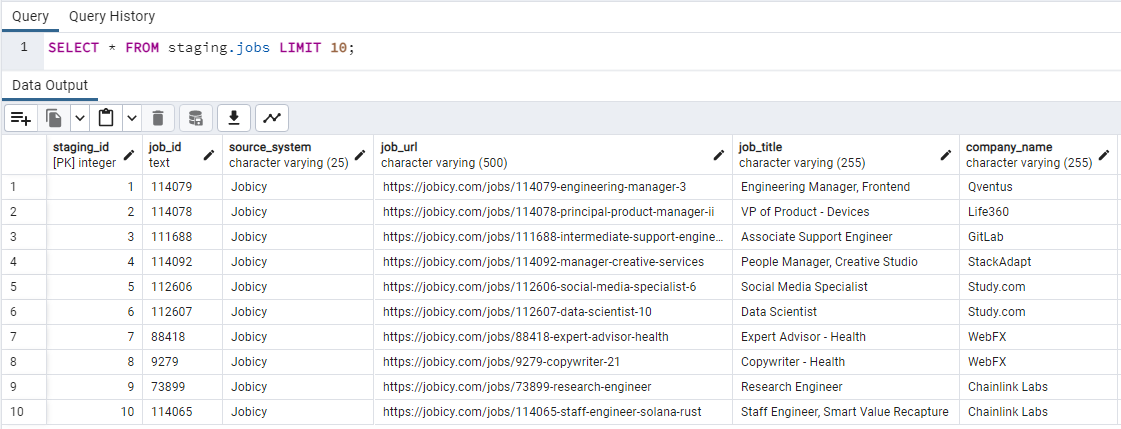 Query Query History
1 SELECT * FROM staging.jobs LIMIT 10;
Data Output
staging_id job_id source_system job_url job_title company_name
[PK] integer text character varying (25) character varying (500) character varying (255) character varying (255)
1 1 114079 Jobicy https://jobicy.com/jobs/114079-engineering-manager-3 Engineering Manager, Frontend Qventus
2 2 114078 Jobicy https://jobicy.com/jobs/114078-principal-product-manager-ii VP of Product - Devices Life360
3 3 111688 Jobicy https://jobicy.com/jobs/111688-intermediate-support-engine... Associate Support Engineer GitLab
4 4 114092 Jobicy https://jobicy.com/jobs/114092-manager-creative-services People Manager, Creative Studio StackAdapt
5 5 112606 Jobicy https://jobicy.com/jobs/112606-social-media-specialist-6 Social Media Specialist Study.com
6 6 112607 Jobicy https://jobicy.com/jobs/112607-data-scientist-10 Data Scientist Study.com
7 7 88418 Jobicy https://jobicy.com/jobs/88418-expert-advisor-health Expert Advisor - Health WebFX
8 8 9279 Jobicy https://jobicy.com/jobs/9279-copywriter-21 Copywriter - Health WebFX
9 9 73899 Jobicy https://jobicy.com/jobs/73899-research-engineer Research Engineer Chainlink Labs
10 10 114065 Jobicy https://jobicy.com/jobs/114065-staff-engineer-solana-rust Staff Engineer, Smart Value Recapture Chainlink Labs